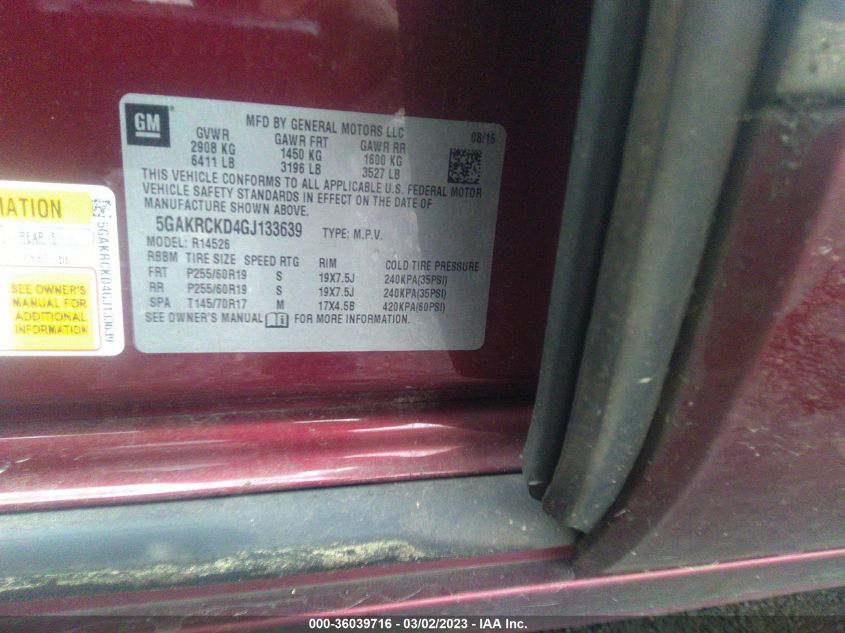 GM
MFD BY GENERAL MOTORS LLC
08/15
GVWR GAWR FRT GAWR RR
2908 KG 1450 KG 1600 KG
6411 LB 3196 LB 3527 LB
THIS VEHICLE CONFORMS TO ALL APPLICABLE U.S. FEDERAL MOTOR
VEHICLE SAFETY STANDARDS IN EFFECT ON THE DATE OF
MANUFACTURE SHOWN ABOVE.
5GAKRCKD4GJ133639 TYPE: M.P.V.
MODEL: R14526
RBBM TIRE SIZE SPEED RTG RIM COLD TIRE PRESSURE
FRT P255/60R19 S 19X7.5J 240KPA(35PSI)
RR P255/60R19 S 19X7.5J 240KPA(35PSI)
SPA T145/70R17 M 17X4.5B 420KPA(60PSI)
SEE OWNER'S MANUAL FOR MORE INFORMATION.
MATION
REAR
SEE OWNER'S
MANUAL FOR
ADDITIONAL
INFORMATION
5GAKRCKD4GJ133639
000-36039716 - 03/02/2023 - IAA Inc.